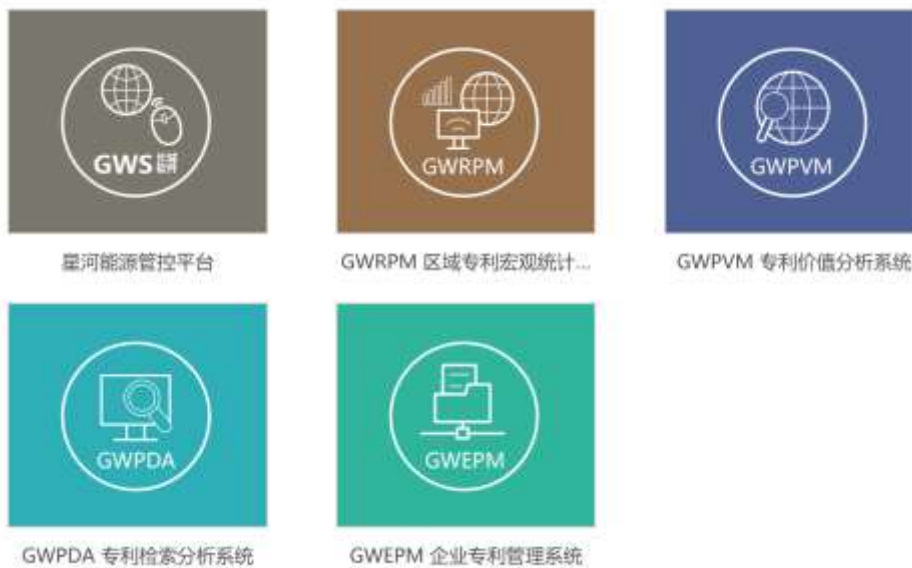 GWS
GWRPM
GWPVM
星河能源管控平台
GWRPM 区域专利宏观统计...
GWPVM 专利价值分析系统
GWPDA
GWEPM
GWPDA 专利检索分析系统
GWEPM 企业专利管理系统